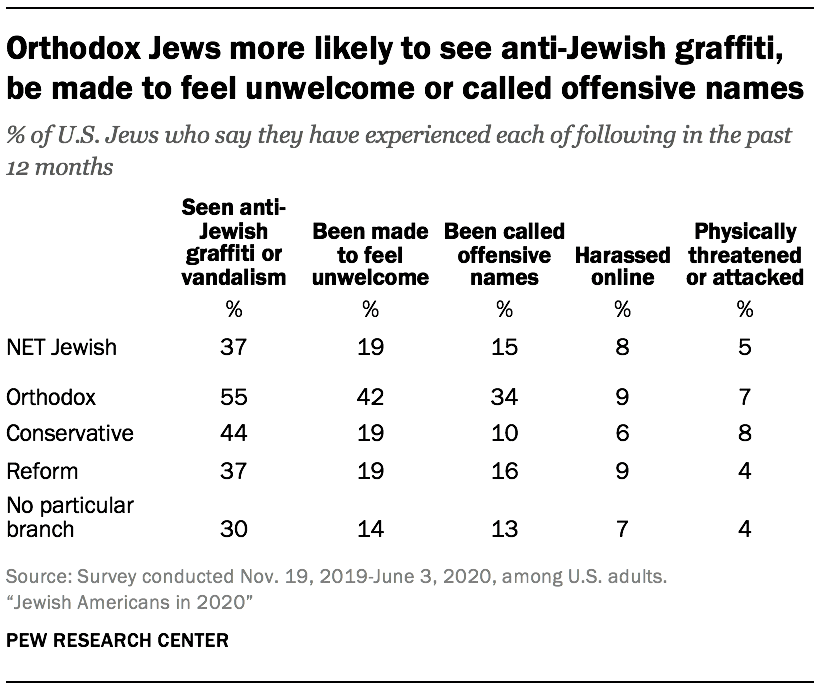 Orthodox Jews more likely to see anti-Jewish graffiti,
be made to feel unwelcome or called offensive names
% of U.S. Jews who say they have experienced each of following in the past
12 months
Seen anti-
Jewish
graffiti or
vandalism
Been made
to feel
unwelcome
Been called
offensive
names
Harassed
online
Physically
threatened
or attacked
% % % % %
NET Jewish 37 19 15 8 5
Orthodox 55 42 34 9 7
Conservative 44 19 10 6 8
Reform 37 19 16 9 4
No particular
branch 30 14 13 7 4
Source: Survey conducted Nov. 19, 2019-June 3, 2020, among U.S. adults.
“Jewish Americans in 2020”
PEW RESEARCH CENTER